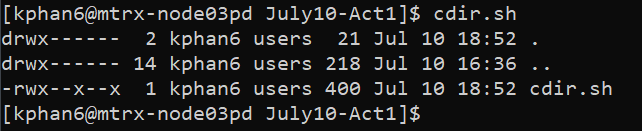 [kphan6@mtrx-node03pd July10-Act1]$ cdir.sh
drwx------  2 kphan6 users  21 Jul 10 18:52 .
drwx------ 14 kphan6 users 218 Jul 10 16:36 ..
-rwx--x--x  1 kphan6 users 400 Jul 10 18:52 cdir.sh
[kphan6@mtrx-node03pd July10-Act1]$